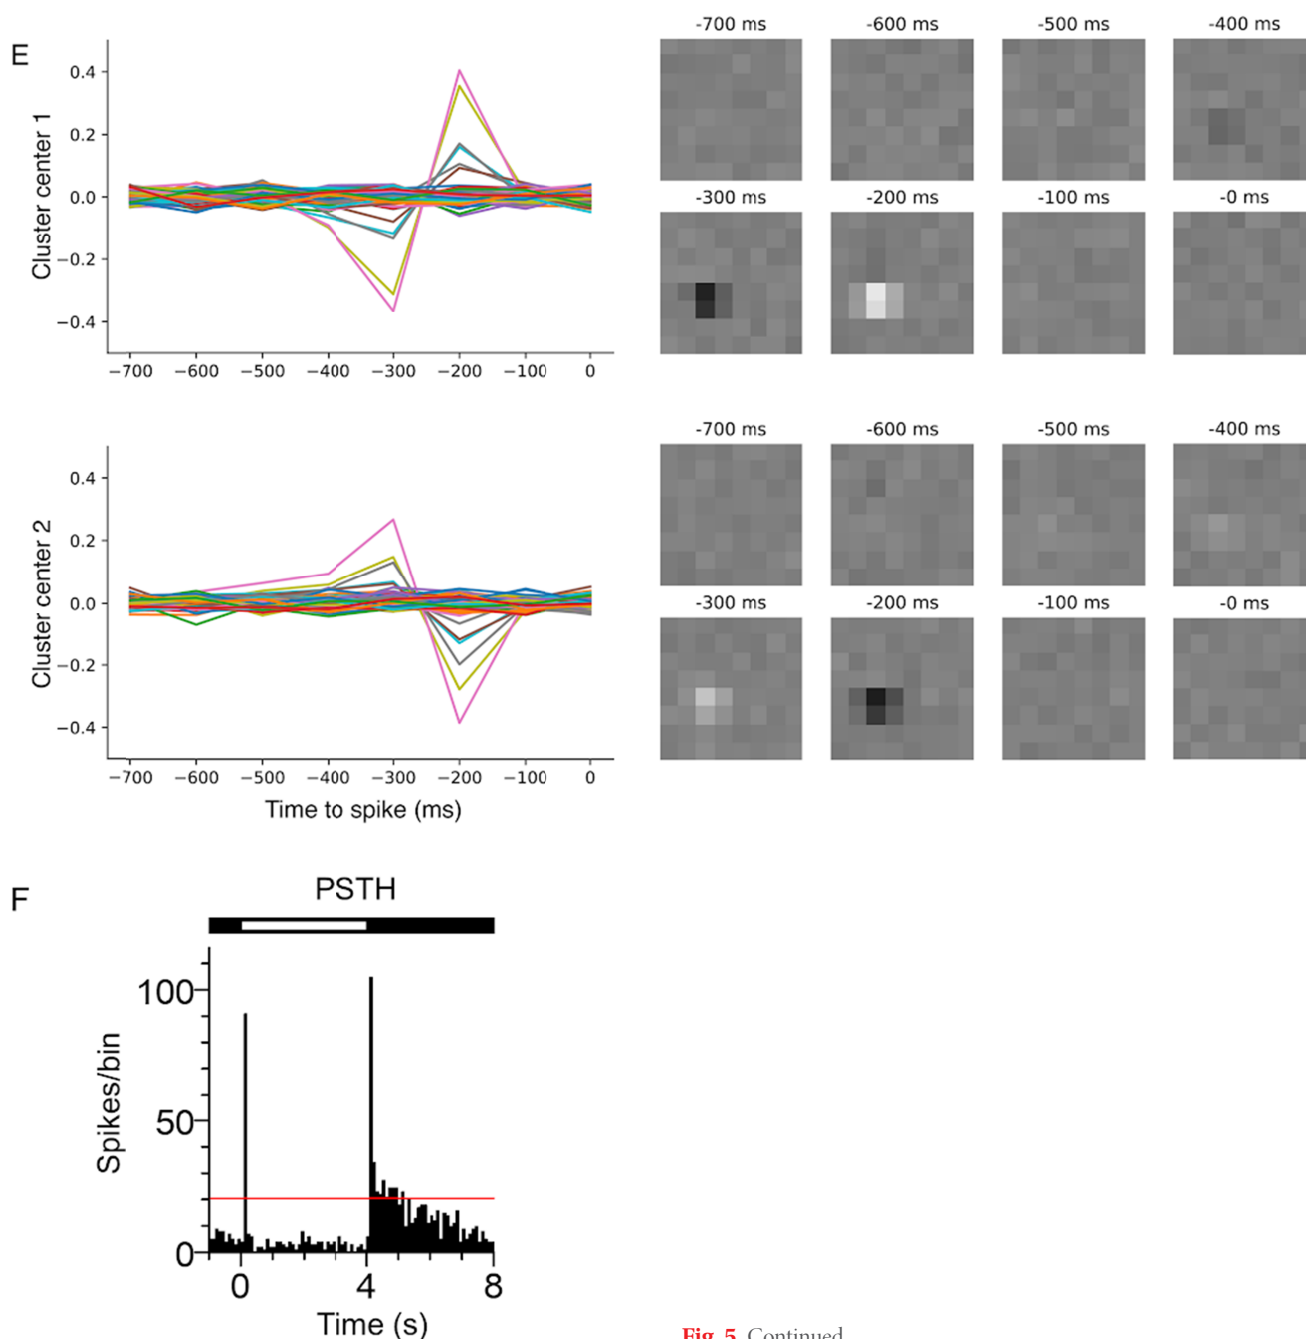 E
Cluster center 1
0.4
0.2
0.0
−0.2
−0.4
−700 −600 −500 −400 −300 −200 −100 0
-700 ms -600 ms -500 ms -400 ms
-300 ms -200 ms -100 ms -0 ms
Cluster center 2
0.4
0.2
0.0
−0.2
−0.4
−700 −600 −500 −400 −300 −200 −100 0
Time to spike (ms)
-700 ms -600 ms -500 ms -400 ms
-300 ms -200 ms -100 ms -0 ms
F
PSTH
Spikes/bin
100
50
0
0 4 8
Time (s)
Fig. 5 Continued